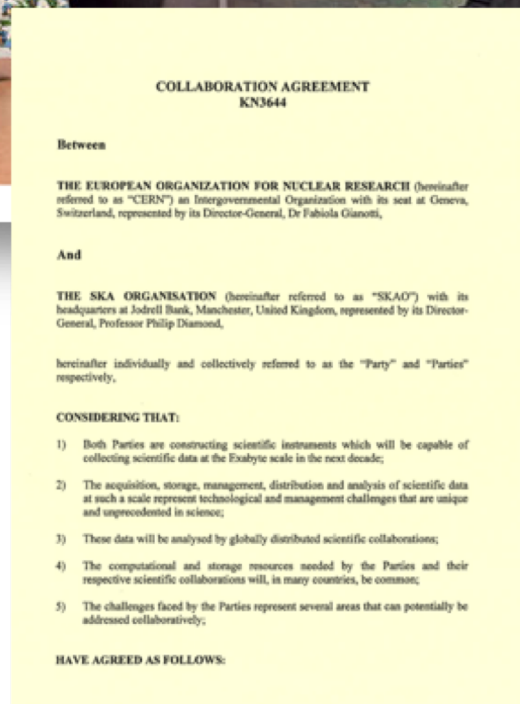 COLLABORATION AGREEMENT
KN3644
Between
THE EUROPEAN ORGANIZATION FOR NUCLEAR RESEARCH (hereinafter
referred to as “CERN”) an Intergovernmental Organization with its seat at Geneva,
Switzerland, represented by its Director-General, Dr Fabiola Gianotti,
And
THE SKA ORGANISATION (hereinafter referred to as “SKAO”) with its
headquarters at Jodrell Bank, Manchester, United Kingdom, represented by its Director-
General, Professor Philip Diamond,
hereinafter individually and collectively referred to as the “Party” and “Parties”
respectively,
CONSIDERING THAT:
1) Both Parties are constructing scientific instruments which will be capable of
collecting scientific data at the Exabyte scale in the next decade;
2) The acquisition, storage, management, distribution and analysis of scientific data
at such a scale represent technological and management challenges that are unique
and unprecedented in science;
3) These data will be analysed by globally distributed scientific collaborations;
4) The computational and storage resources needed by the Parties and their
respective scientific collaborations will, in many countries, be common;
5) The challenges faced by the Parties represent several areas that can potentially be
addressed collaboratively;
HAVE AGREED AS FOLLOWS: